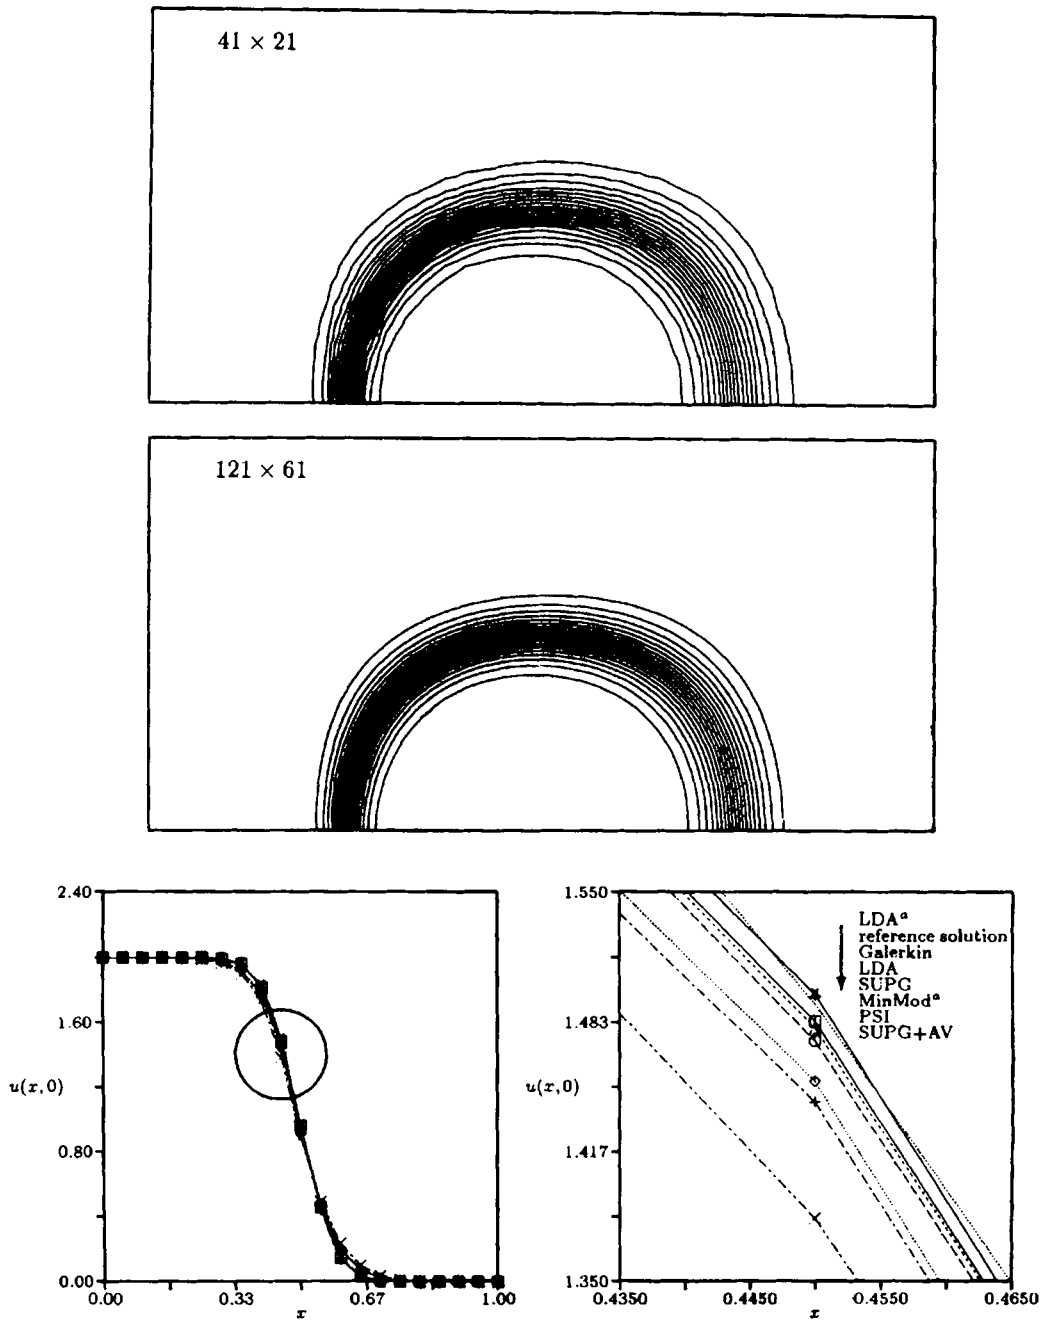 41 × 21
121 × 61
2.40
1.60
u(x,0)
0.80
0.00
0.00
0.33
0.67
1.00
x
1.550
1.483
u(x,0)
1.417
1.350
0.4350
0.4450
0.4550
0.4650
x
LDAᵃ
reference solution
Galerkin
LDA
SUPG
MinModᵃ
PSI
SUPG+AV